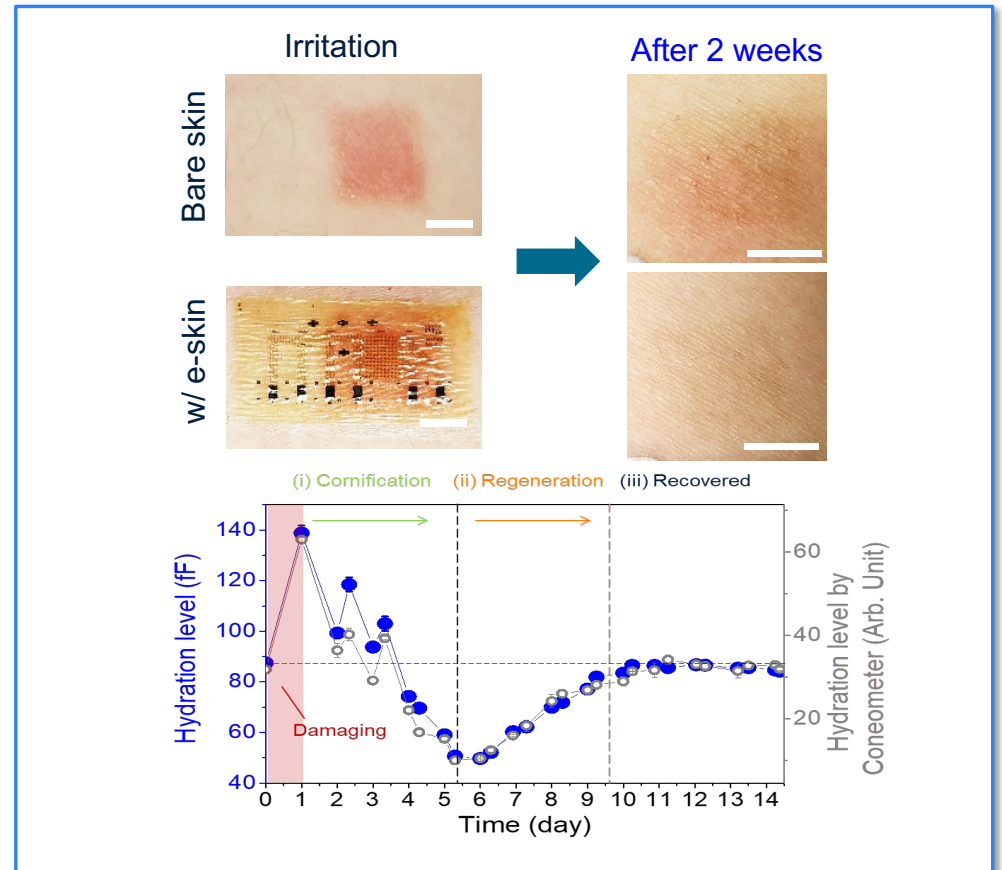 Irritation
After 2 weeks
Bare skin
w/ e-skin
(i) Cornification (ii) Regeneration (iii) Recovered
Hydration level (fF)
140
120
100
80
60
40
Damaging
0 1 2 3 4 5 6 7 8 9 10 11 12 13 14
Time (day)
60
40
20
Hydration level by
Coneometer (Arb. Unit)